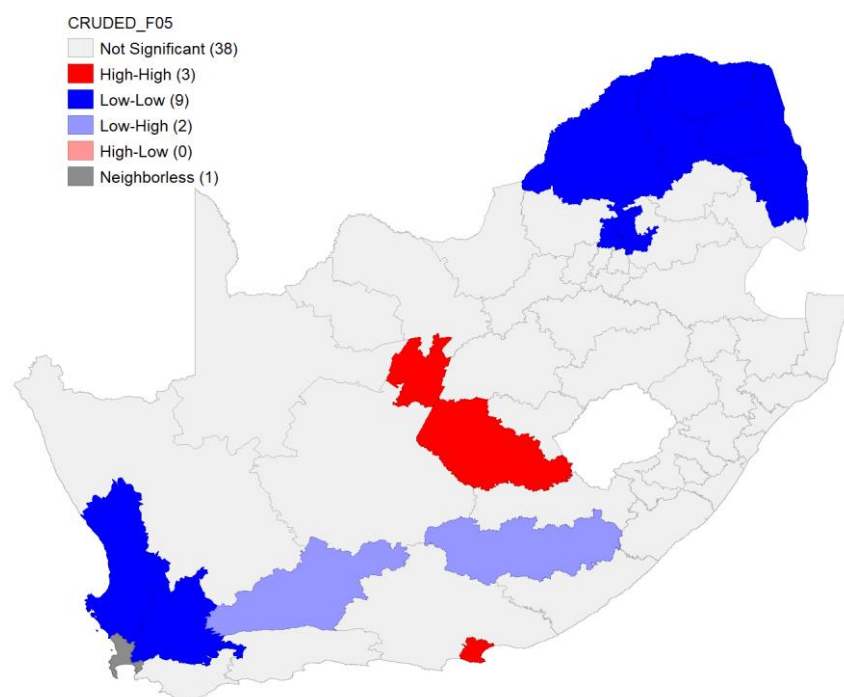 CRUDED_F05
Not Significant (38)
High-High (3)
Low-Low (9)
Low-High (2)
High-Low (0)
Neighborless (1)